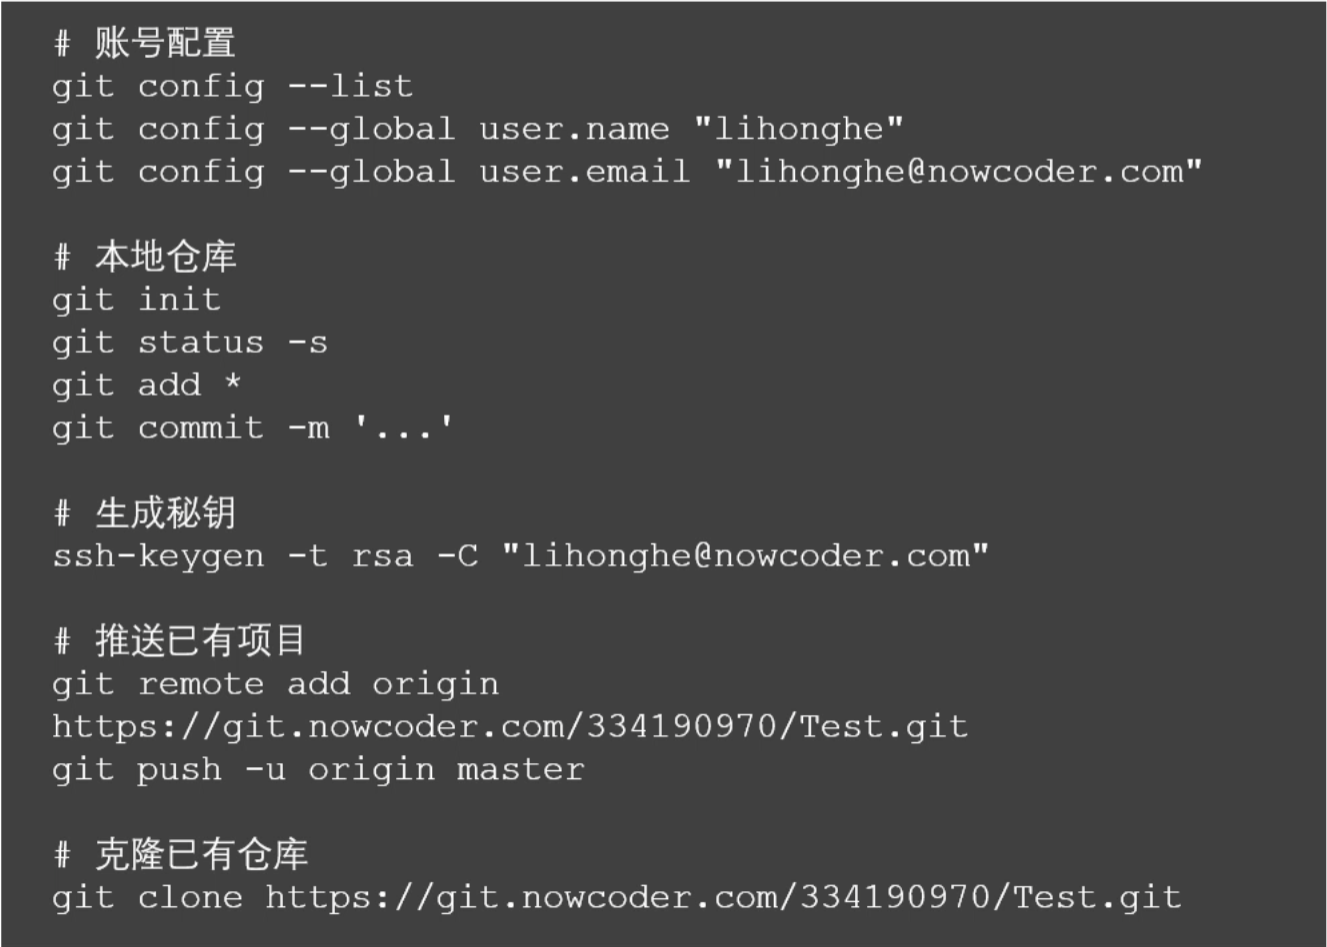 # 账号配置
git config --list
git config --global user.name "lihonghe"
git config --global user.email "lihonghe@nowcoder.com"
# 本地仓库
git init
git status -s
git add *
git commit -m '...'
# 生成秘钥
ssh-keygen -t rsa -C "lihonghe@nowcoder.com"
# 推送已有项目
git remote add origin
https://git.nowcoder.com/334190970/Test.git
git push -u origin master
# 克隆已有仓库
git clone https://git.nowcoder.com/334190970/Test.git